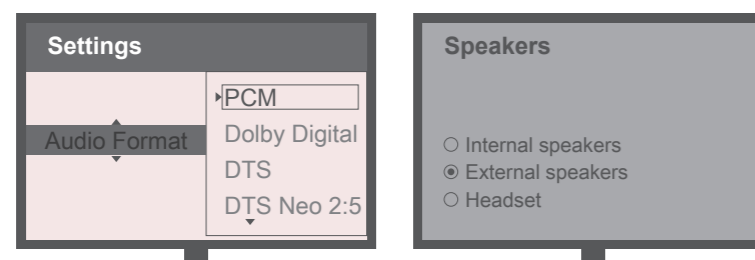 Settings
Audio Format
PCM
Dolby Digital
DTS
DTS Neo 2:5
Speakers
Internal speakers
External speakers
Headset